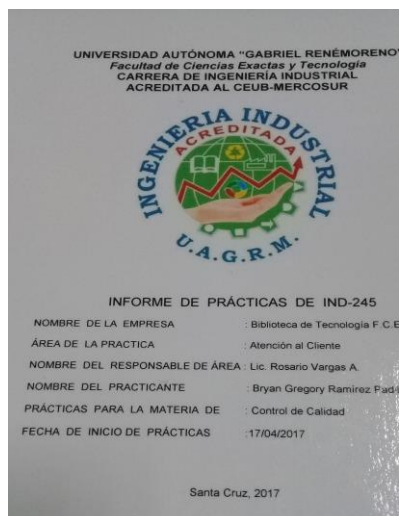 UNIVERSIDAD AUTÓNOMA “GABRIEL RENÉMORENO”
Facultad de Ciencias Exactas y Tecnología
CARRERA DE INGENIERÍA INDUSTRIAL
ACREDITADA AL CEUB-MERCOSUR
INGENIERIA INDUSTRIAL
ACREDITADA
U.A.G.R.M.
INFORME DE PRÁCTICAS DE IND-245
NOMBRE DE LA EMPRESA : Biblioteca de Tecnología F.C.E
ÁREA DE LA PRACTICA : Atención al Cliente
NOMBRE DEL RESPONSABLE DE ÁREA : Lic. Rosario Vargas A.
NOMBRE DEL PRACTICANTE : Bryan Gregory Ramírez
PRÁCTICAS PARA LA MATERIA DE : Control de Calidad
FECHA DE INICIO DE PRÁCTICAS :17/04/2017
Santa Cruz, 2017